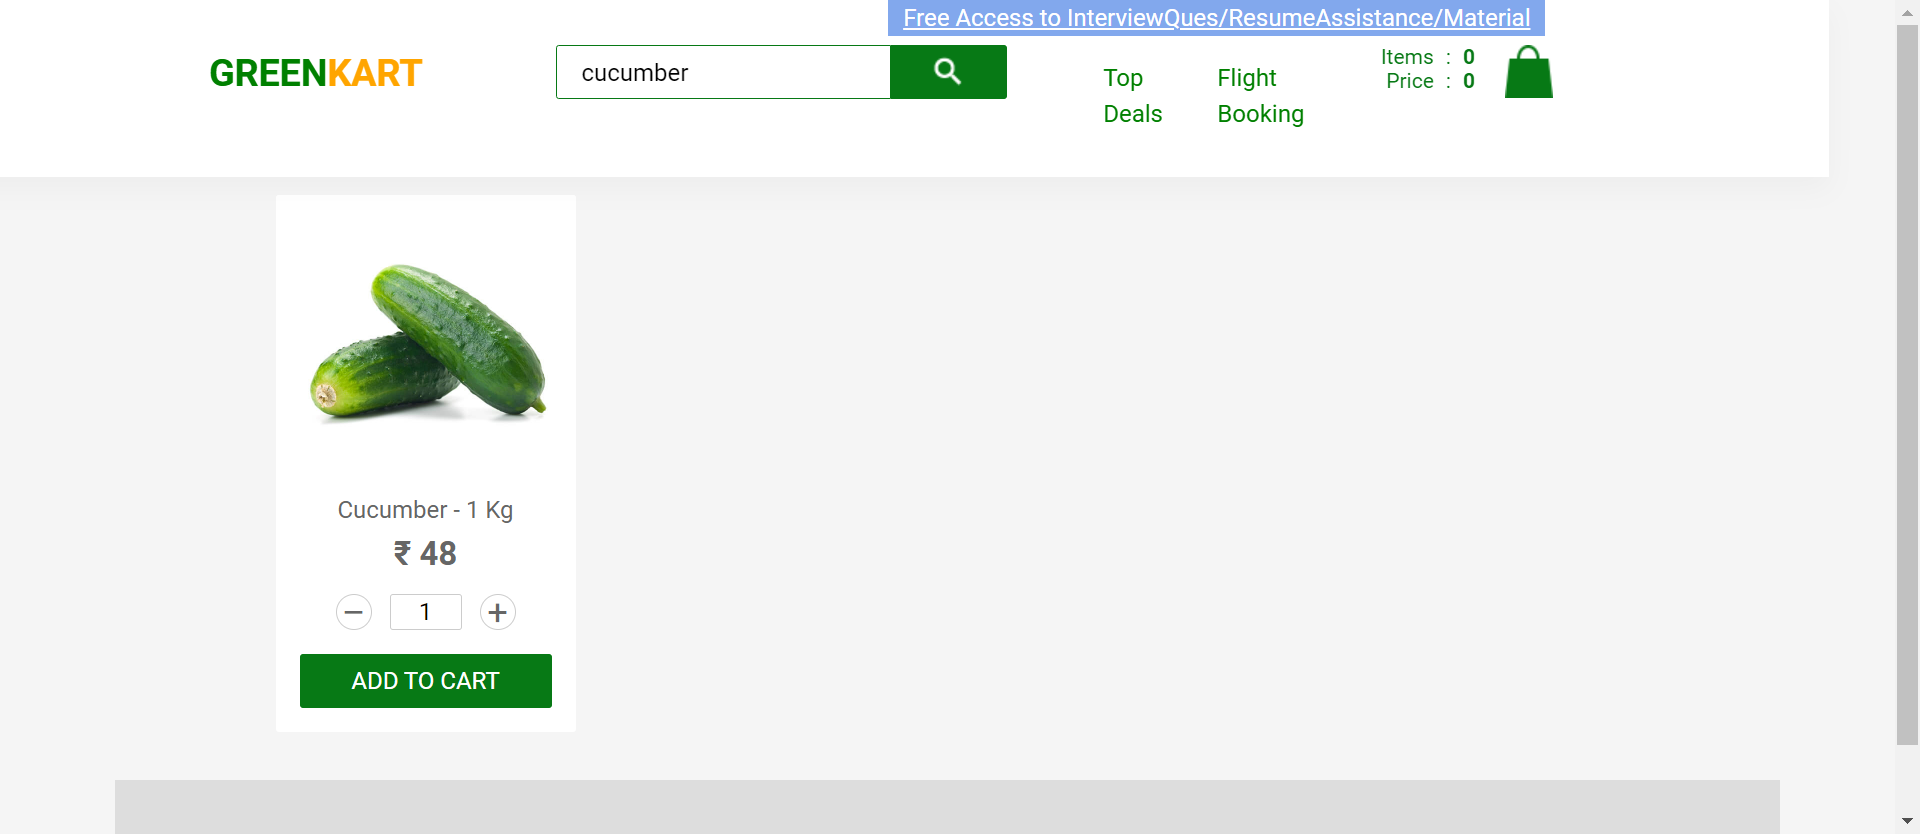 Free Access to InterviewQues/ResumeAssistance/Material
GREENKART
cucumber
Top
Deals
Flight
Booking
Items : 0
Price : 0
Cucumber - 1 Kg
₹ 48
1
ADD TO CART